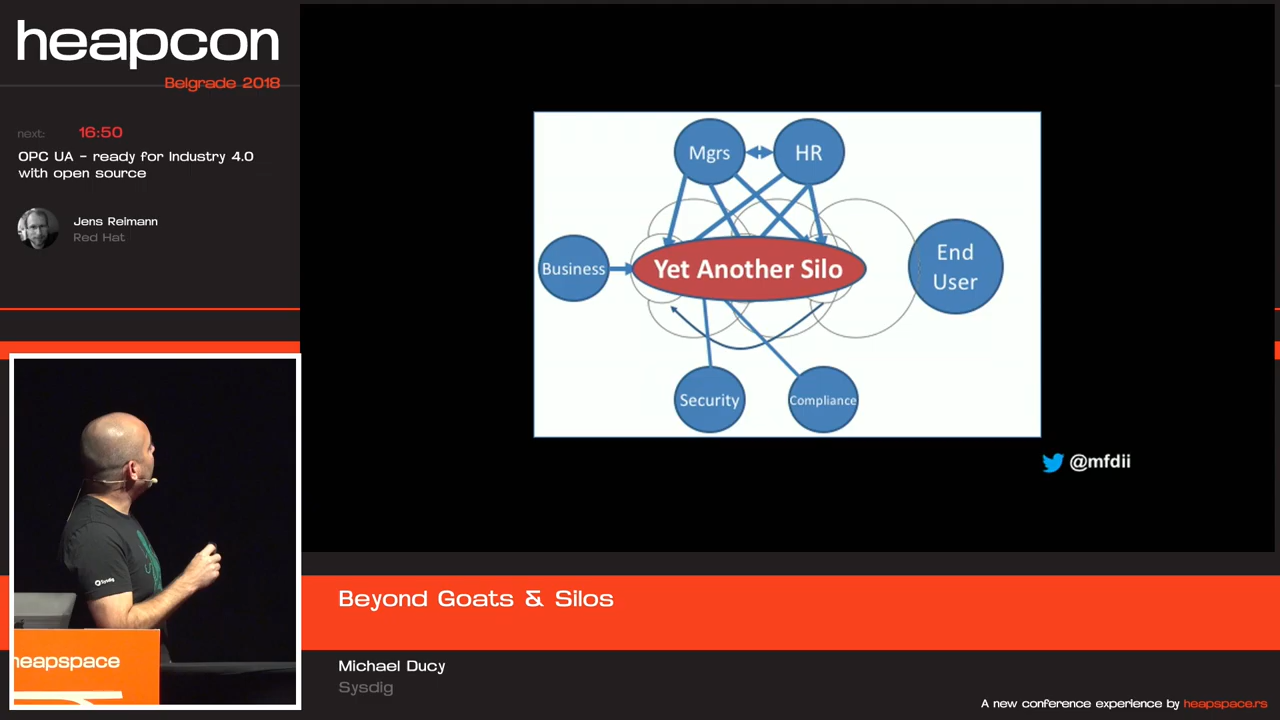 heapcon
Belgrade 2018
next: 16:50
OPC UA - ready for Industry 4.0
with open source
Jens Reimann
Red Hat
Mgrs
HR
Business
Yet Another Silo
End
User
Security
Compliance
@mfdii
Sysdig
heapspace
Beyond Goats & Silos
Michael Ducy
Sysdig
A new conference experience by heapspace.rs